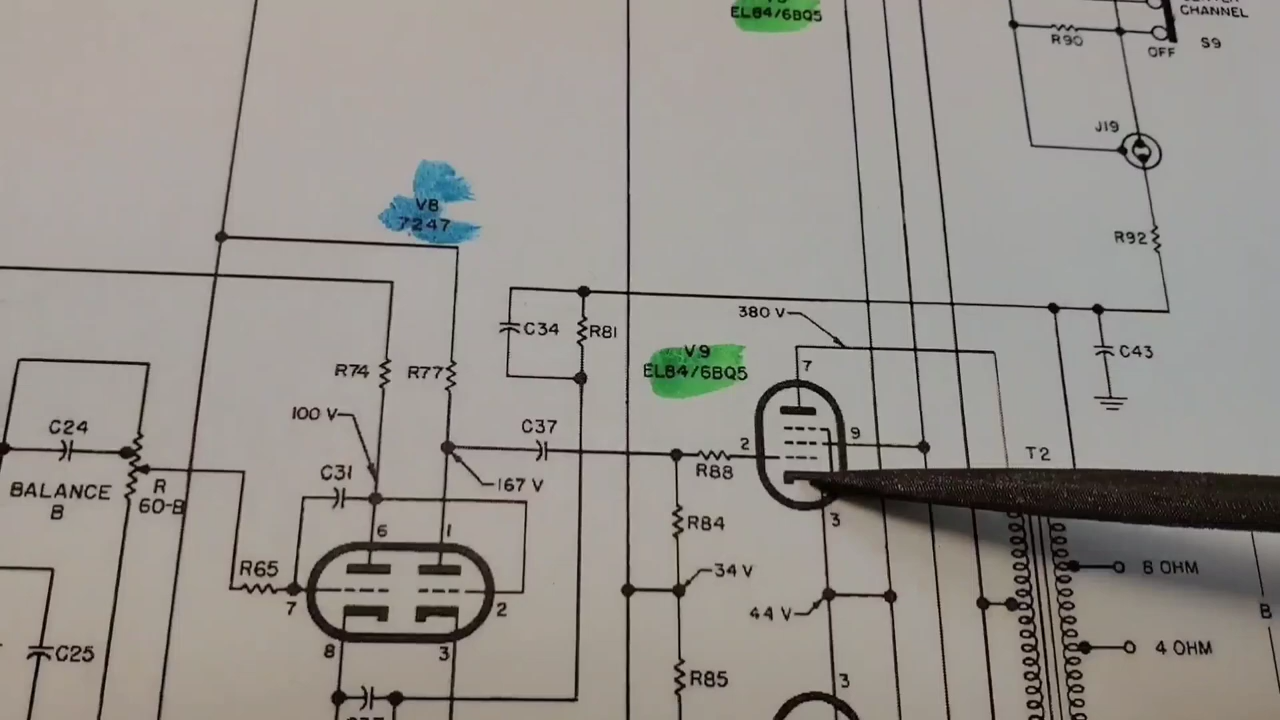 EL84/6BQ5
CHANNEL
R90
S9
OFF
J19
V8
7247
R92
380 V
C34
R81
V9
EL84/6BQ5
C43
R74
R77
7
100 V
C24
C37
2
9
T2
R88
C31
167 V
BALANCE
B
R
60-B
3
6
1
R84
R65
34 V
8 OHM
7
2
44 V
B
8
3
C25
4 OHM
R85
3